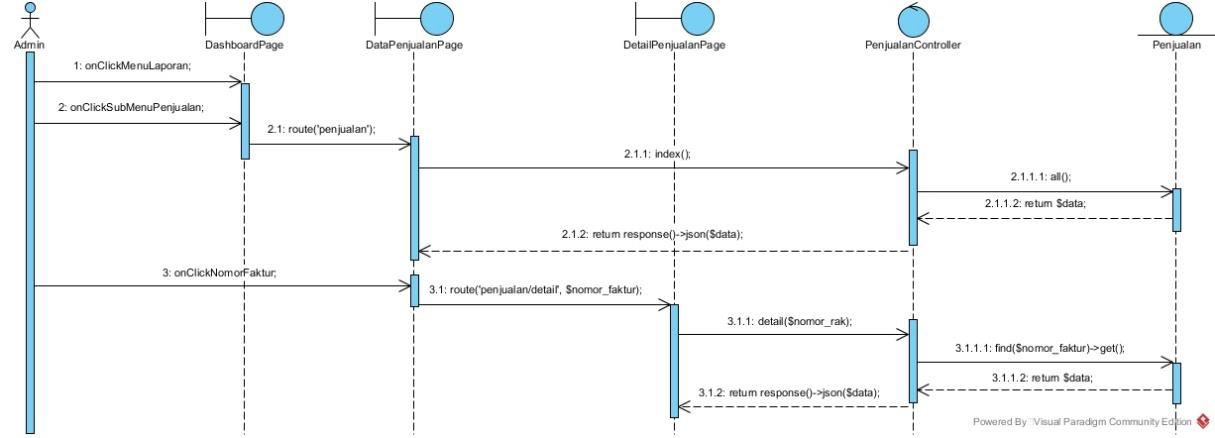 Admin
DashboardPage
DataPenjualanPage
DetailPenjualanPage
PenjualanController
Penjualan
1: onClickMenuLaporan;
2: onClickSubMenuPenjualan;
2.1: route('penjualan');
2.1.1: index();
2.1.1.1: all();
2.1.1.2: return $data;
2.1.2: return response()->json($data);
3: onClickNomorFaktur;
3.1: route('penjualan/detail', $nomor_faktur);
3.1.1: detail($nomor_rak);
3.1.1.1: find($nomor_faktur)->get();
3.1.1.2: return $data;
3.1.2: return response()->json($data);
Powered By Visual Paradigm Community Edition